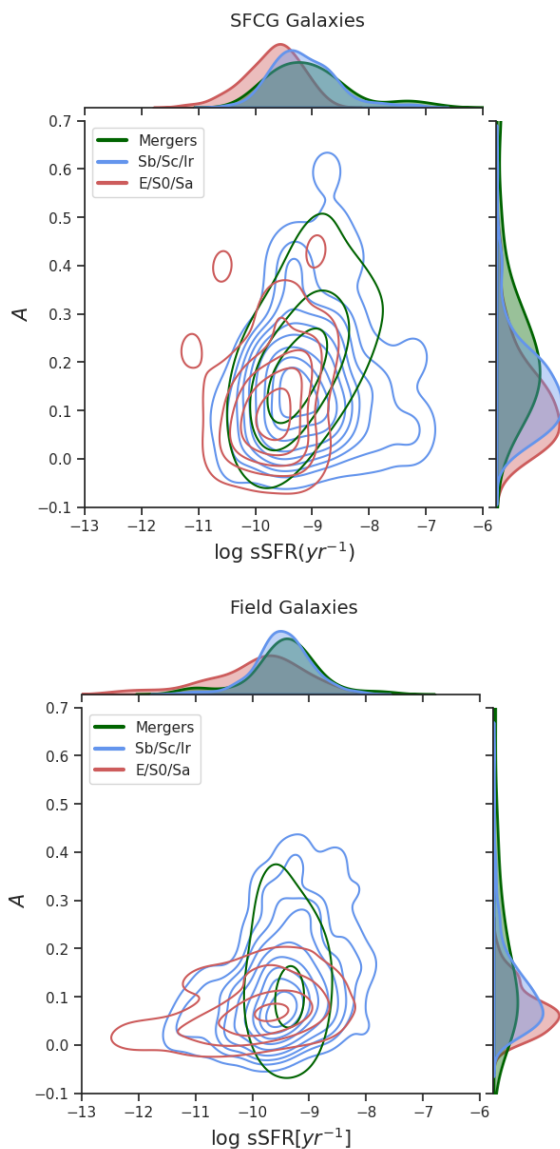 SFCG Galaxies
0.7
0.6
0.5
0.4
0.3
0.2
0.1
0.0
−0.1
A
Mergers
Sb/Sc/Ir
E/S0/Sa
−13 −12 −11 −10 −9 −8 −7 −6
log sSFR(yr⁻¹)
Field Galaxies
0.7
0.6
0.5
0.4
0.3
0.2
0.1
0.0
−0.1
A
Mergers
Sb/Sc/Ir
E/S0/Sa
−13 −12 −11 −10 −9 −8 −7 −6
log sSFR[yr⁻¹]